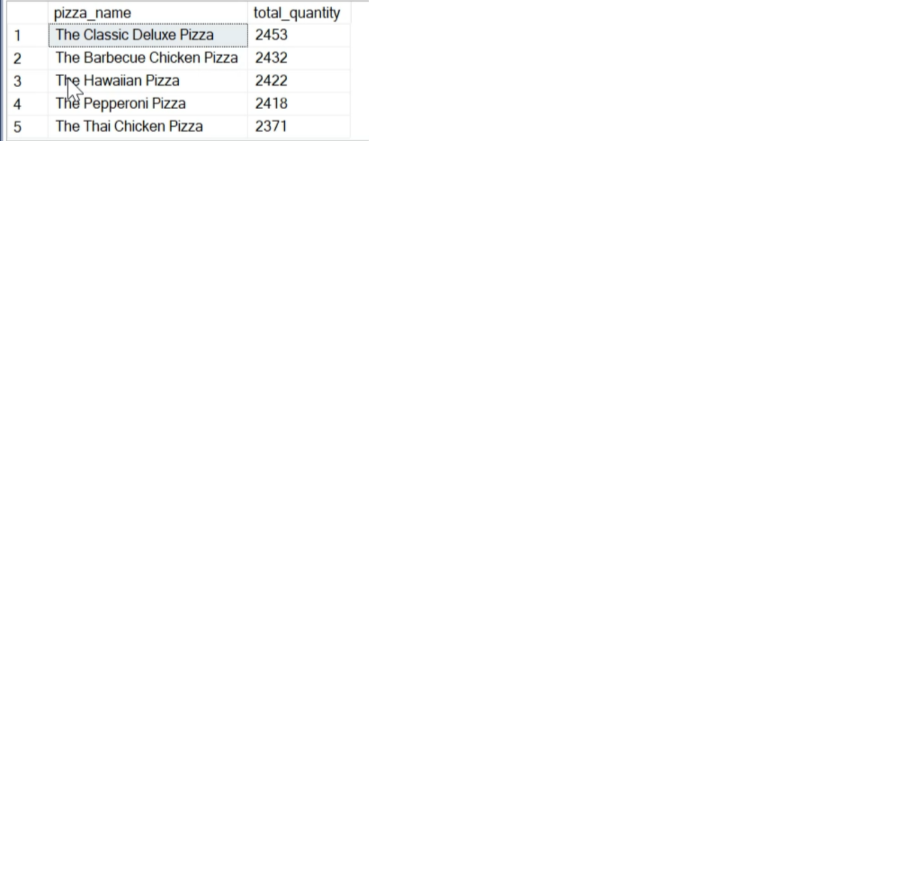 pizza_name total_quantity
1 The Classic Deluxe Pizza 2453
2 The Barbecue Chicken Pizza 2432
3 The Hawaiian Pizza 2422
4 The Pepperoni Pizza 2418
5 The Thai Chicken Pizza 2371